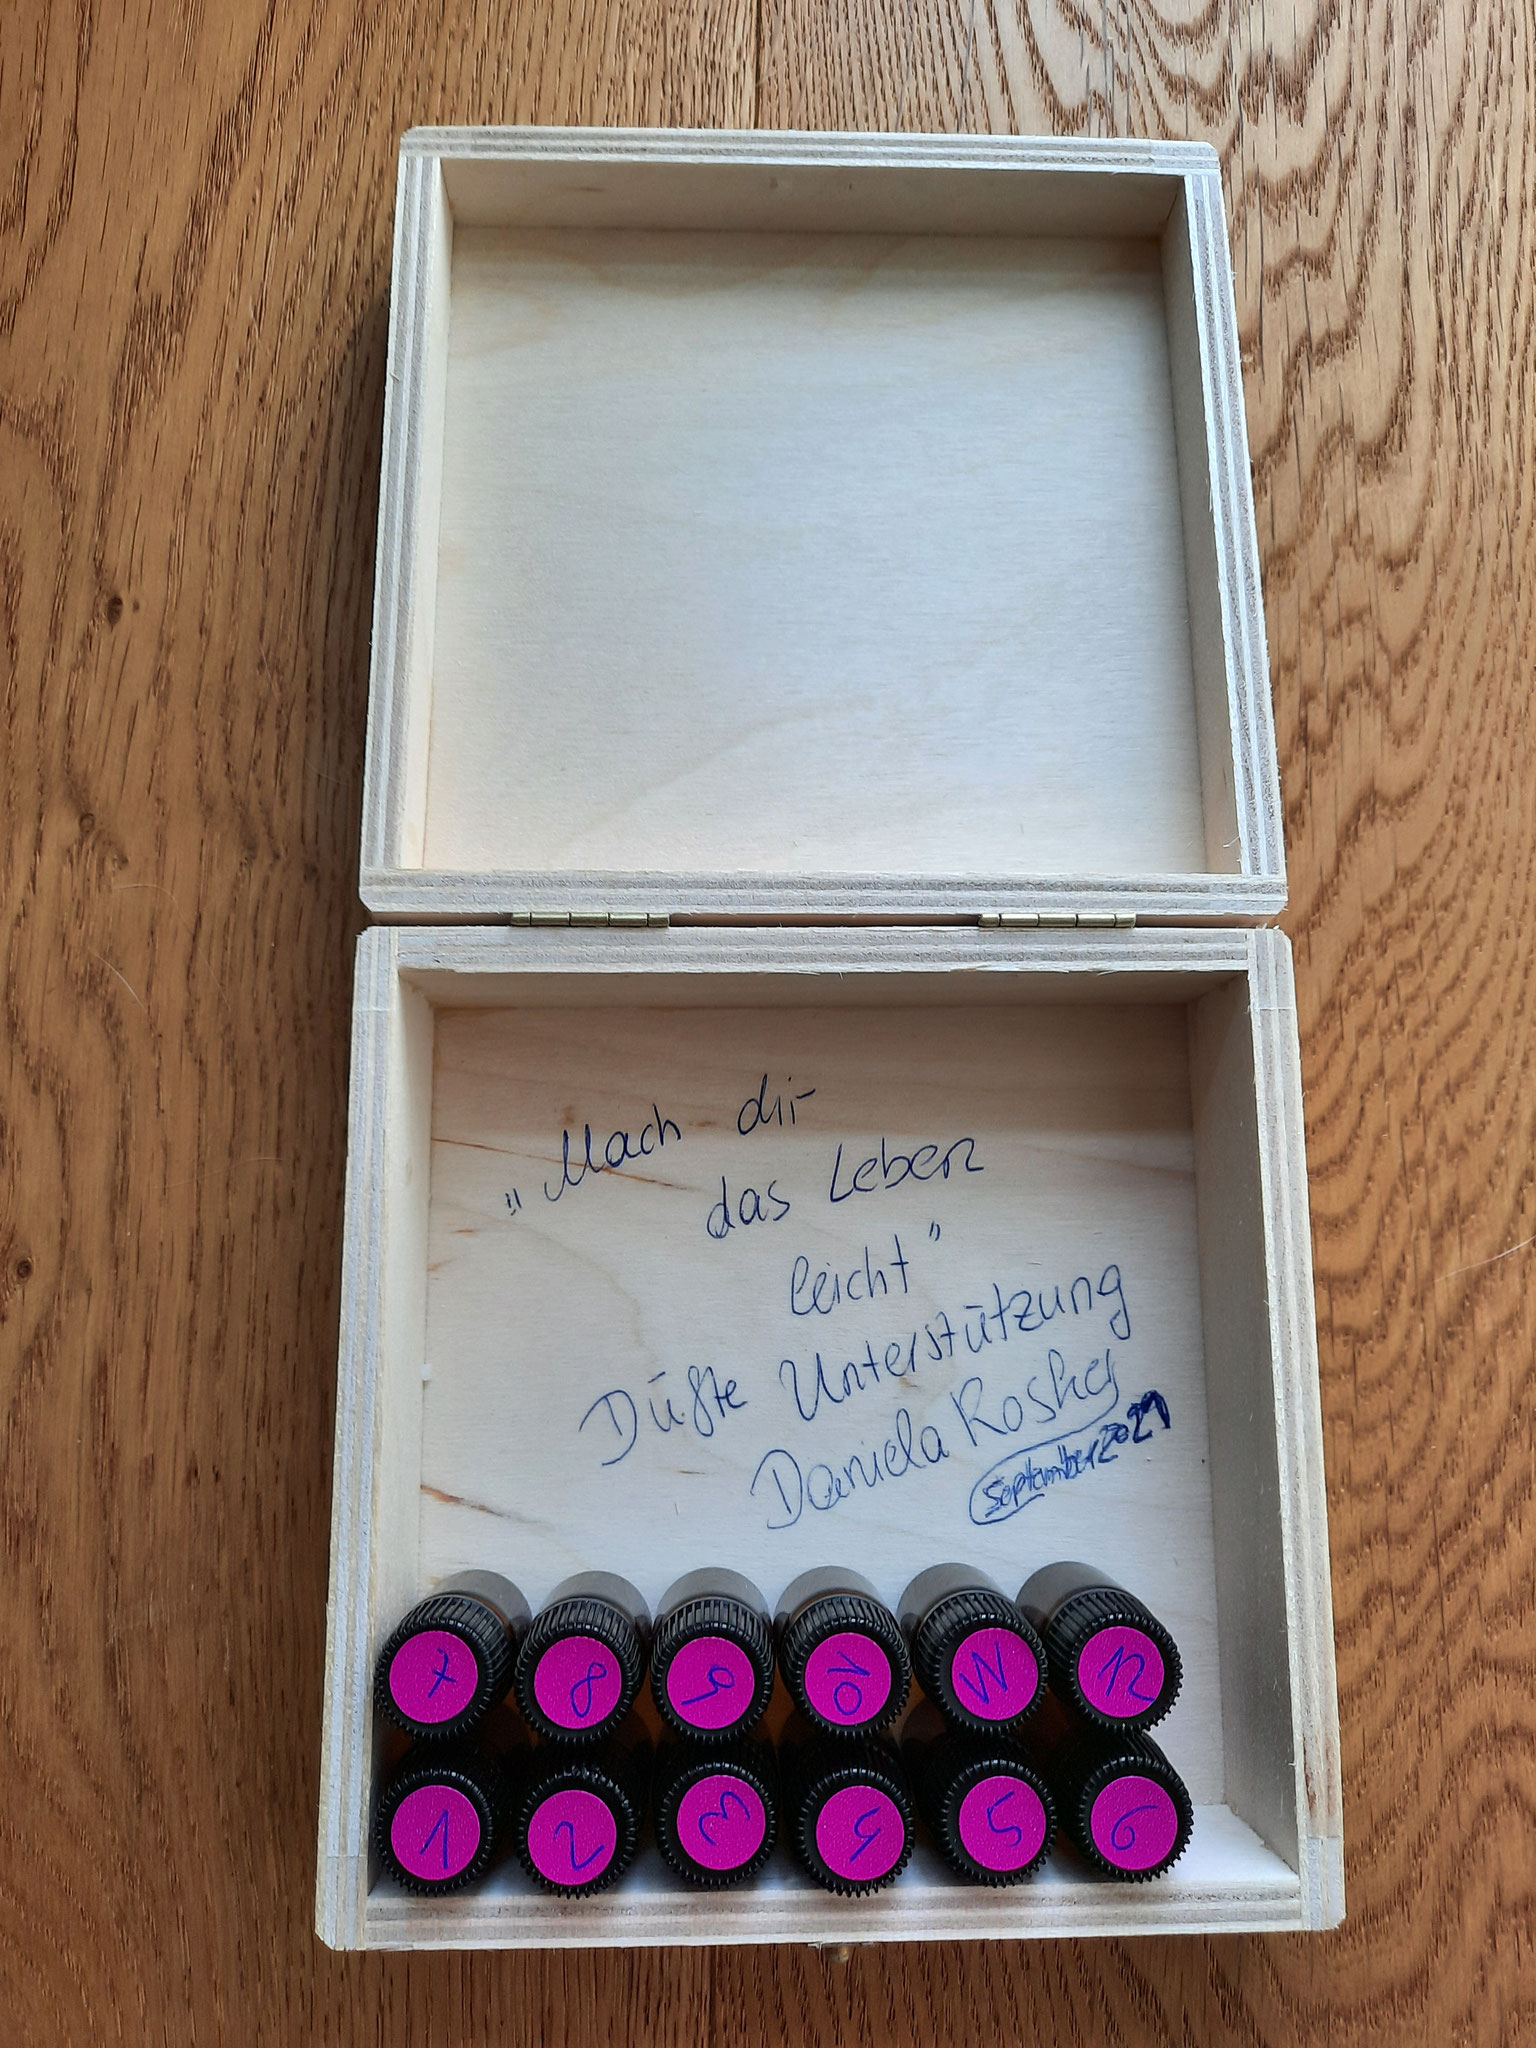 „Mach dir
das Leben
leicht"
Düfte Unterstützung
Daniela
September 2021
7 8 9 10 11 12
1 2 3 4 5 6